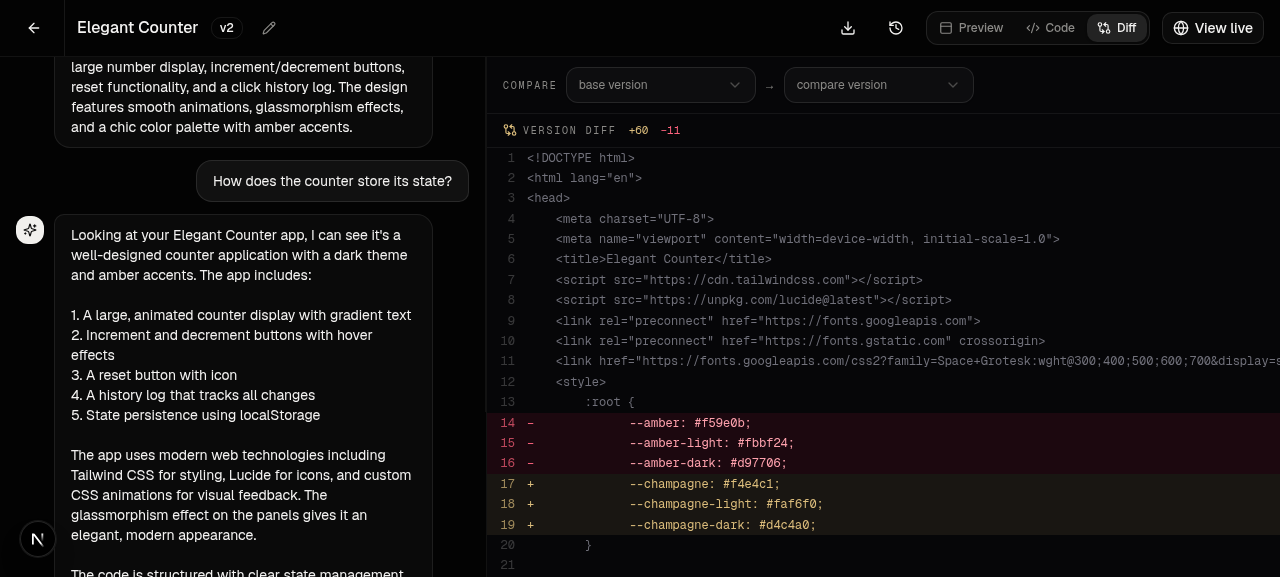 Elegant Counter
v2
Preview
Code
Diff
View live
large number display, increment/decrement buttons,
reset functionality, and a click history log. The design
features smooth animations, glassmorphism effects,
and a chic color palette with amber accents.
How does the counter store its state?
Looking at your Elegant Counter app, I can see it's a
well-designed counter application with a dark theme
and amber accents. The app includes:
1. A large, animated counter display with gradient text
2. Increment and decrement buttons with hover
effects
3. A reset button with icon
4. A history log that tracks all changes
5. State persistence using localStorage
The app uses modern web technologies including
Tailwind CSS for styling, Lucide for icons, and custom
CSS animations for visual feedback. The
glassmorphism effect on the panels gives it an
elegant, modern appearance.
The code is structured with clear state management
N
COMPARE base version → compare version
VERSION DIFF +60 −11
1 <!DOCTYPE html>
2 <html lang="en">
3 <head>
4 <meta charset="UTF-8">
5 <meta name="viewport" content="width=device-width, initial-scale=1.0">
6 <title>Elegant Counter</title>
7 <script src="https://cdn.tailwindcss.com"></script>
8 <script src="https://unpkg.com/lucide@latest"></script>
9 <link rel="preconnect" href="https://fonts.googleapis.com">
10 <link rel="preconnect" href="https://fonts.gstatic.com" crossorigin>
11 <link href="https://fonts.googleapis.com/css2?family=Space+Grotesk:wght@300;400;500;600;700&display=s
12 <style>
13 :root {
14 − --amber: #f59e0b;
15 − --amber-light: #fbbf24;
16 − --amber-dark: #d97706;
17 + --champagne: #f4e4c1;
18 + --champagne-light: #faf6f0;
19 + --champagne-dark: #d4c4a0;
20 }
21